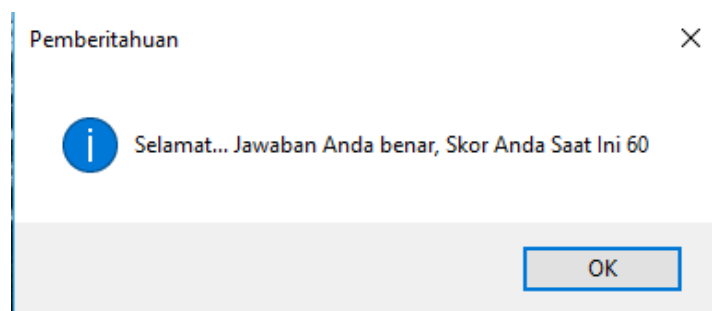 Pemberitahuan
Selamat... Jawaban Anda benar, Skor Anda Saat Ini 60
OK